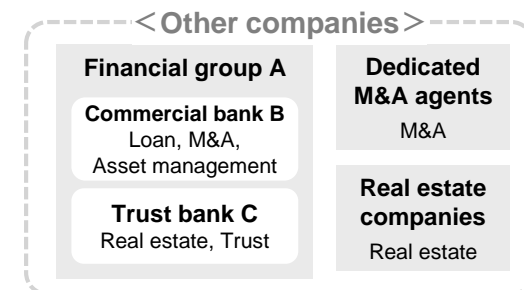 ＜Other companies＞
Financial group A
Commercial bank B
Loan, M&A,
Asset management
Trust bank C
Real estate, Trust
Dedicated
M&A agents
M&A
Real estate
companies
Real estate